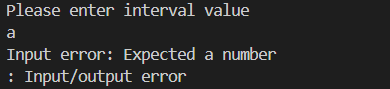 Please enter interval value
a
Input error: Expected a number
: Input/output error